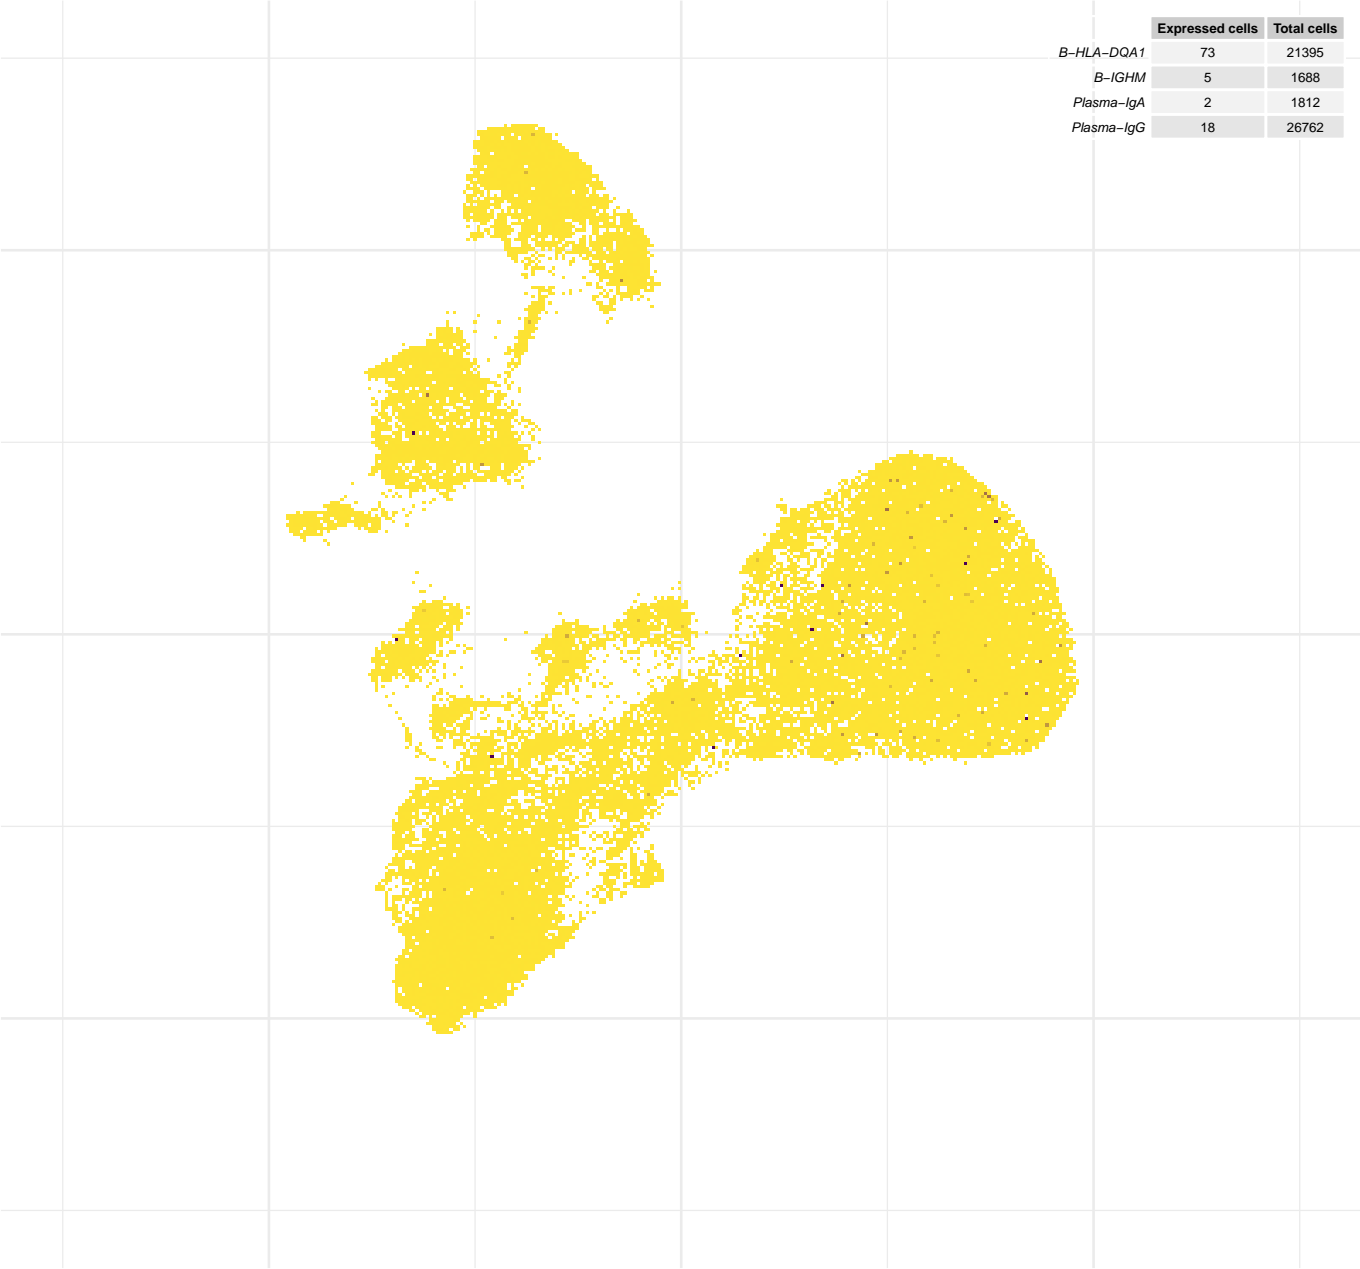 Expressed cells Total cells
B−HLA−DQA1 73 21395
B−IGHM 5 1688
Plasma−IgA 2 1812
Plasma−IgG 18 26762